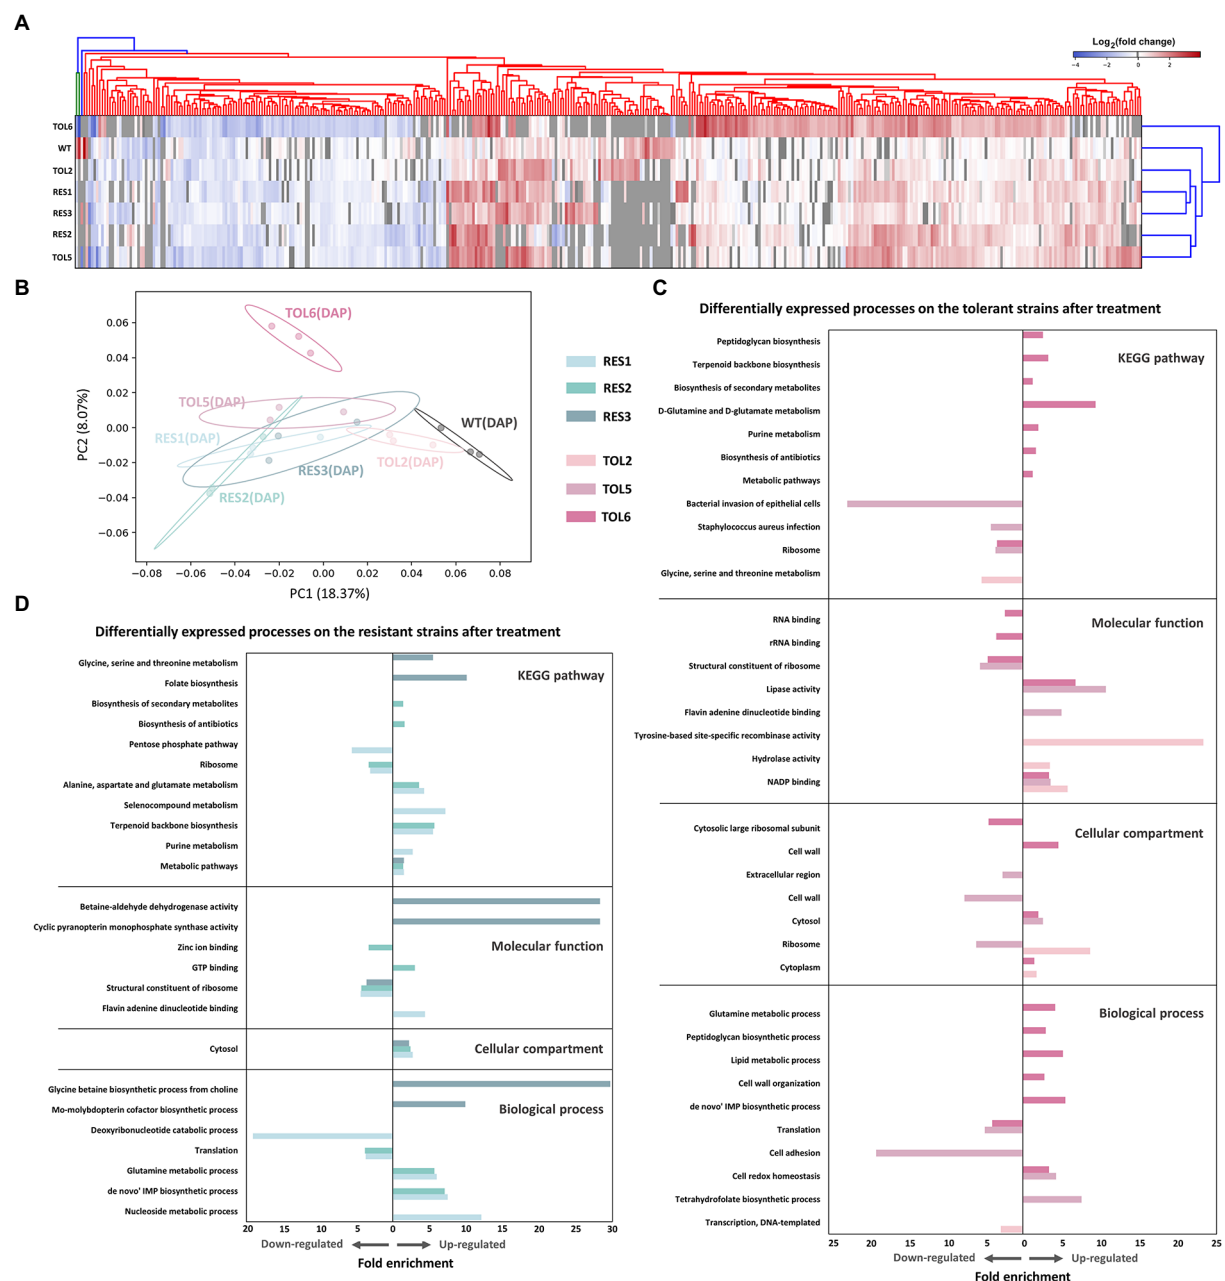 A
Log2(fold change)
−4 −2 0 2
TOL6
WT
TOL2
RES1
RES3
RES2
TOL5
B
PC2 (8.07%)
0.06
0.04
0.02
0.00
−0.02
−0.04
−0.06
−0.08 −0.06 −0.04 −0.02 0.00 0.02 0.04 0.06 0.08
PC1 (18.37%)
TOL6(DAP)
TOL5(DAP)
WT(DAP)
RES1(DAP)
TOL2(DAP)
RES3(DAP)
RES2(DAP)
RES1
RES2
RES3
TOL2
TOL5
TOL6
C
Differentially expressed processes on the tolerant strains after treatment
KEGG pathway
Peptidoglycan biosynthesis
Terpenoid backbone biosynthesis
Biosynthesis of secondary metabolites
D-Glutamine and D-glutamate metabolism
Purine metabolism
Biosynthesis of antibiotics
Metabolic pathways
Bacterial invasion of epithelial cells
Staphylococcus aureus infection
Ribosome
Glycine, serine and threonine metabolism
Molecular function
RNA binding
rRNA binding
Structural constituent of ribosome
Lipase activity
Flavin adenine dinucleotide binding
Tyrosine-based site-specific recombinase activity
Hydrolase activity
NADP binding
Cellular compartment
Cytosolic large ribosomal subunit
Cell wall
Extracellular region
Cell wall
Cytosol
Ribosome
Cytoplasm
Biological process
Glutamine metabolic process
Peptidoglycan biosynthetic process
Lipid metabolic process
Cell wall organization
de novo' IMP biosynthetic process
Translation
Cell adhesion
Cell redox homeostasis
Tetrahydrofolate biosynthetic process
Transcription, DNA-templated
25 20 15 10 5 0 5 10 15 20 25
Down-regulated Up-regulated
Fold enrichment
D
Differentially expressed processes on the resistant strains after treatment
KEGG pathway
Glycine, serine and threonine metabolism
Folate biosynthesis
Biosynthesis of secondary metabolites
Biosynthesis of antibiotics
Pentose phosphate pathway
Ribosome
Alanine, aspartate and glutamate metabolism
Selenocompound metabolism
Terpenoid backbone biosynthesis
Purine metabolism
Metabolic pathways
Molecular function
Betaine-aldehyde dehydrogenase activity
Cyclic pyranopterin monophosphate synthase activity
Zinc ion binding
GTP binding
Structural constituent of ribosome
Flavin adenine dinucleotide binding
Cellular compartment
Cytosol
Biological process
Glycine betaine biosynthetic process from choline
Mo-molybdopterin cofactor biosynthetic process
Deoxyribonucleotide catabolic process
Translation
Glutamine metabolic process
de novo' IMP biosynthetic process
Nucleoside metabolic process
20 15 10 5 0 5 10 15 20 25 30
Down-regulated Up-regulated
Fold enrichment